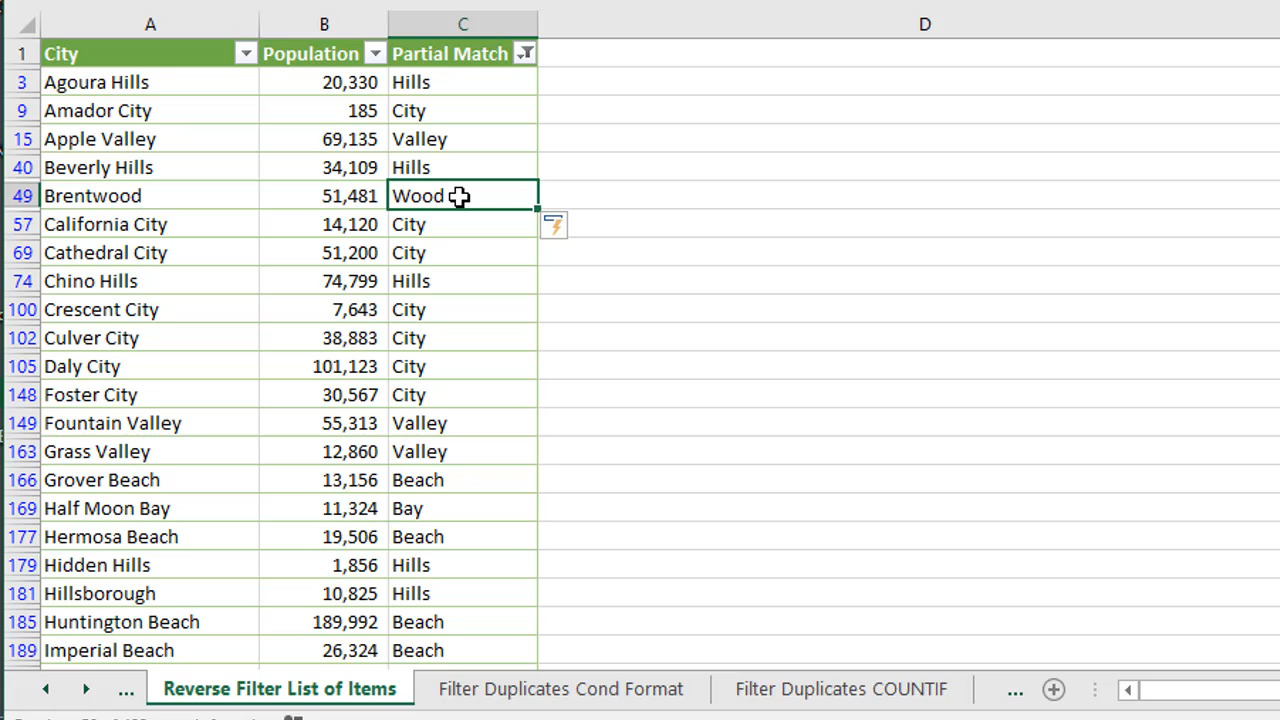 A B C D
1 City Population Partial Match
3 Agoura Hills 20,330 Hills
9 Amador City 185 City
15 Apple Valley 69,135 Valley
40 Beverly Hills 34,109 Hills
49 Brentwood 51,481 Wood
57 California City 14,120 City
69 Cathedral City 51,200 City
74 Chino Hills 74,799 Hills
100 Crescent City 7,643 City
102 Culver City 38,883 City
105 Daly City 101,123 City
148 Foster City 30,567 City
149 Fountain Valley 55,313 Valley
163 Grass Valley 12,860 Valley
166 Grover Beach 13,156 Beach
169 Half Moon Bay 11,324 Bay
177 Hermosa Beach 19,506 Beach
179 Hidden Hills 1,856 Hills
181 Hillsborough 10,825 Hills
185 Huntington Beach 189,992 Beach
189 Imperial Beach 26,324 Beach
... Reverse Filter List of Items Filter Duplicates Cond Format Filter Duplicates COUNTIF ...